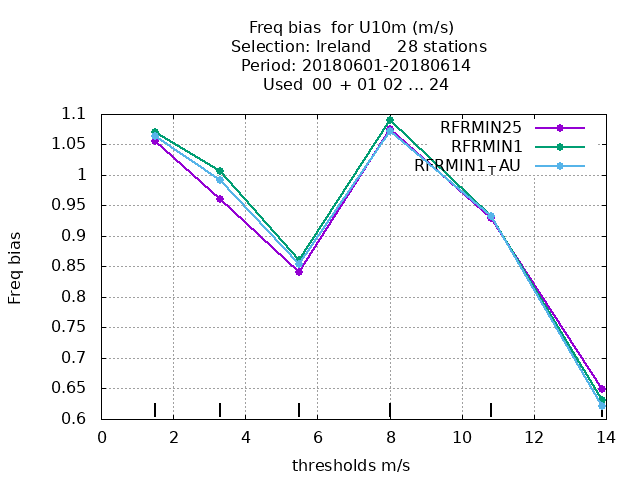 Freq bias for U10m (m/s)
Selection: Ireland 28 stations
Period: 20180601-20180614
Used 00 + 01 02 ... 24
RFRMIN25
RFRMIN1
RFRMIN1TAU
1.1
1.05
1
0.95
0.9
0.85
0.8
0.75
0.7
0.65
0.6
Freq bias
0 2 4 6 8 10 12 14
thresholds m/s